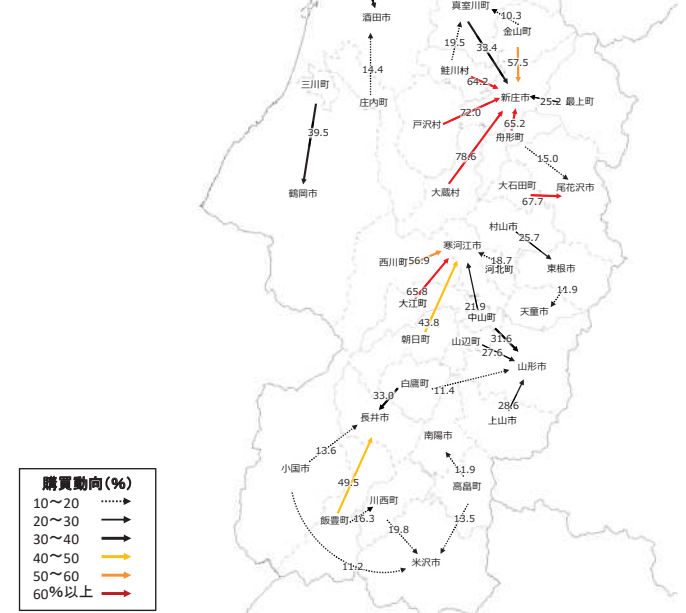 真室川町
10.3
酒田市
金山町
19.5
33.4
57.5
14.4
鮭川村
64.2
三川町
庄内町
新庄市
25.2
最上町
72.0
戸沢村
65.2
舟形町
39.5
78.6
15.0
鶴岡市
大蔵村
大石田町
尾花沢市
67.7
村山市
25.7
寒河江市
西川町
56.9
18.7
河北町
東根市
65.8
大江町
11.9
21.9
中山町
天童市
43.8
朝日町
31.6
山辺町
27.6
山形市
白鷹町
11.4
33.0
長井市
28.6
上山市
南陽市
13.6
小国市
11.9
49.5
高畠町
川西町
飯豊町
16.3
13.5
19.8
11.2
米沢市
購買動向(%)
10～20
20～30
30～40
40～50
50～60
60%以上